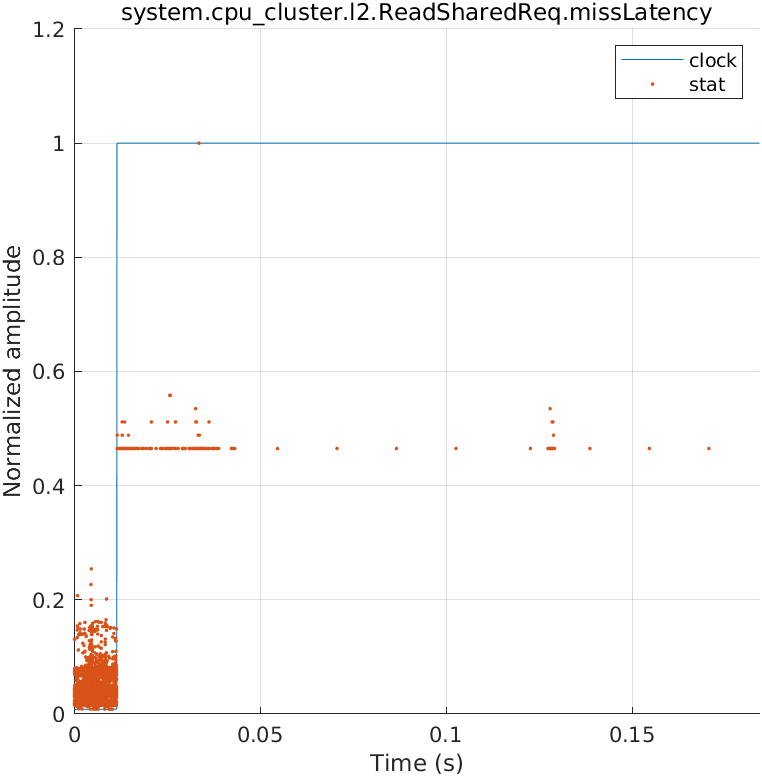 system.cpu_cluster.l2.ReadSharedReq.missLatency
clock
stat
1.2
1
0.8
0.6
0.4
0.2
0
Normalized amplitude
0
0.05
0.1
0.15
Time (s)